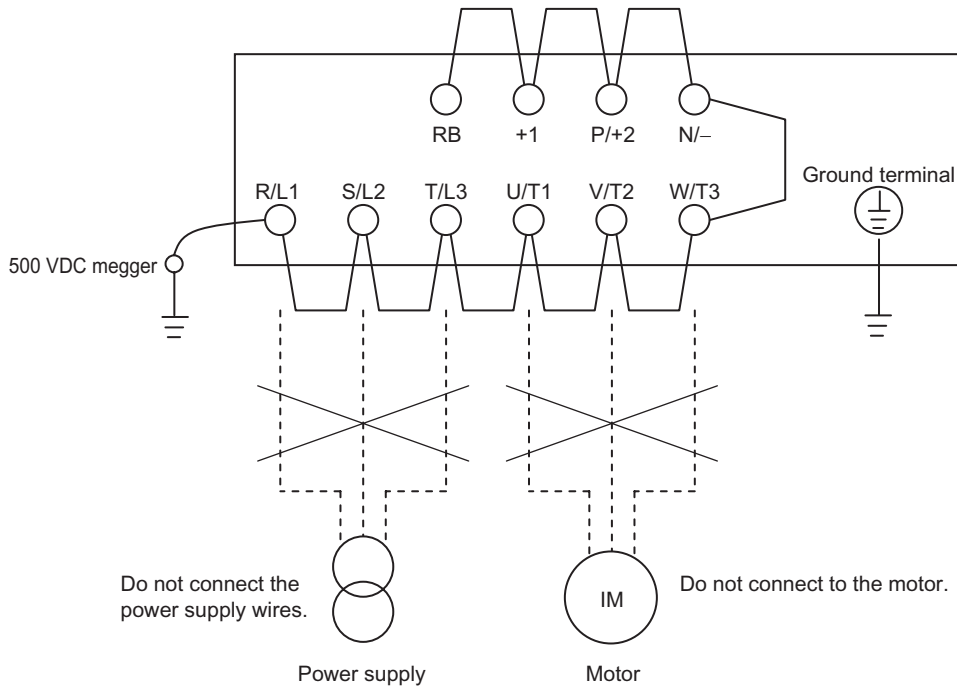 RB +1 P/+2 N/−
Ground terminal
R/L1 S/L2 T/L3 U/T1 V/T2 W/T3
500 VDC megger
Do not connect the
power supply wires.
IM
Do not connect to the motor.
Power supply
Motor